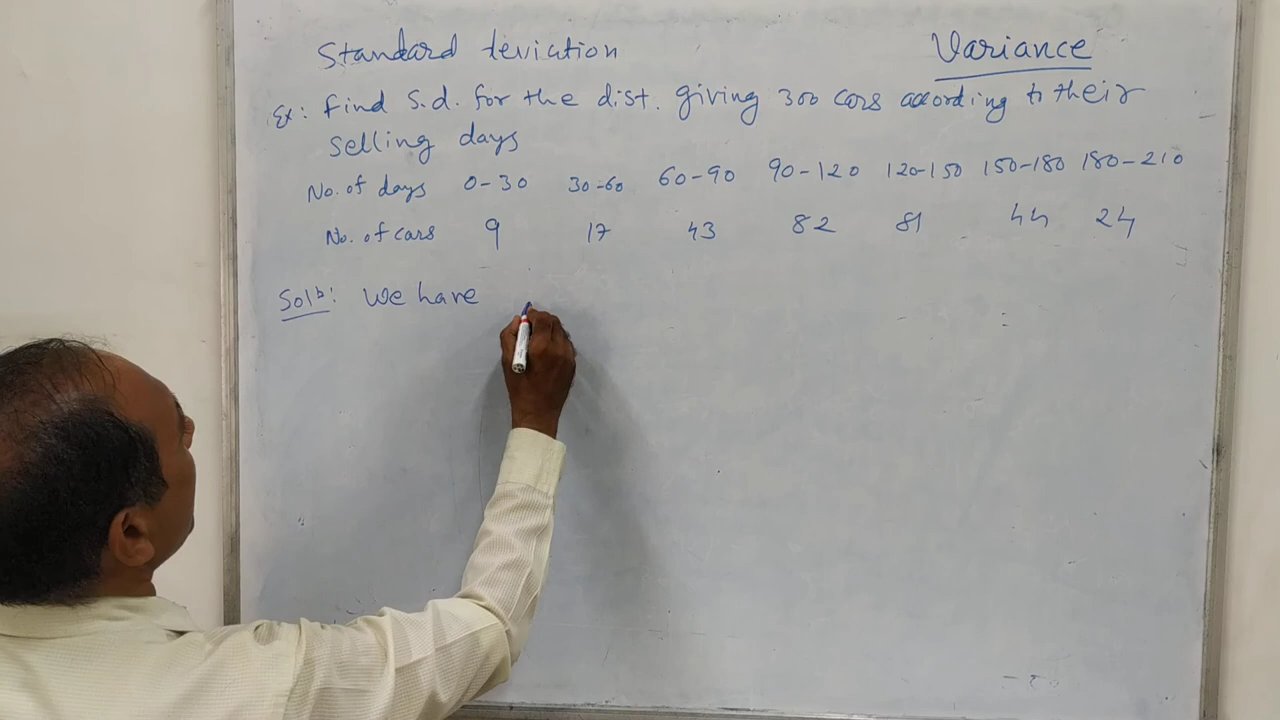 Standard deviation
Variance
Ex: Find S.d. for the dist. giving 300 cars according to their
selling days
No. of days 0-30 30-60 60-90 90-120 120-150 150-180 180-210
No. of cars 9 17 43 82 81 44 24
Solⁿ: We have